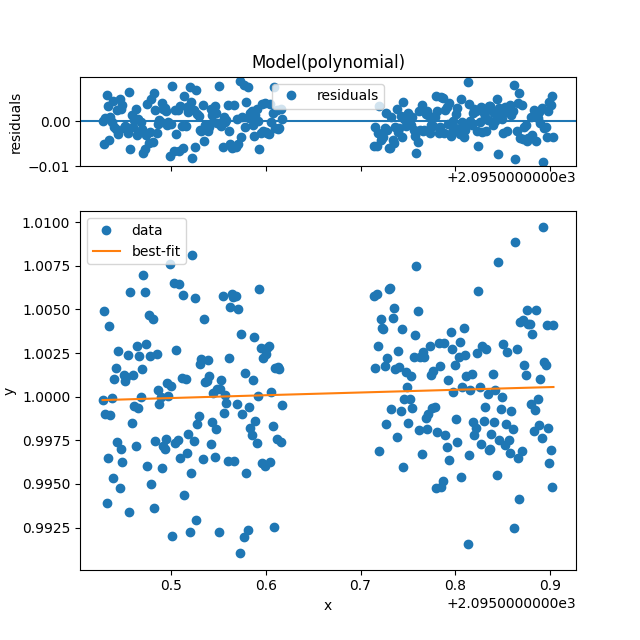 Model(polynomial)
residuals
0.00
−0.01
residuals
+2.0950000000e3
1.0100
1.0075
1.0050
1.0025
1.0000
0.9975
0.9950
0.9925
y
data
best-fit
0.5
0.6
0.7
0.8
0.9
x
+2.0950000000e3